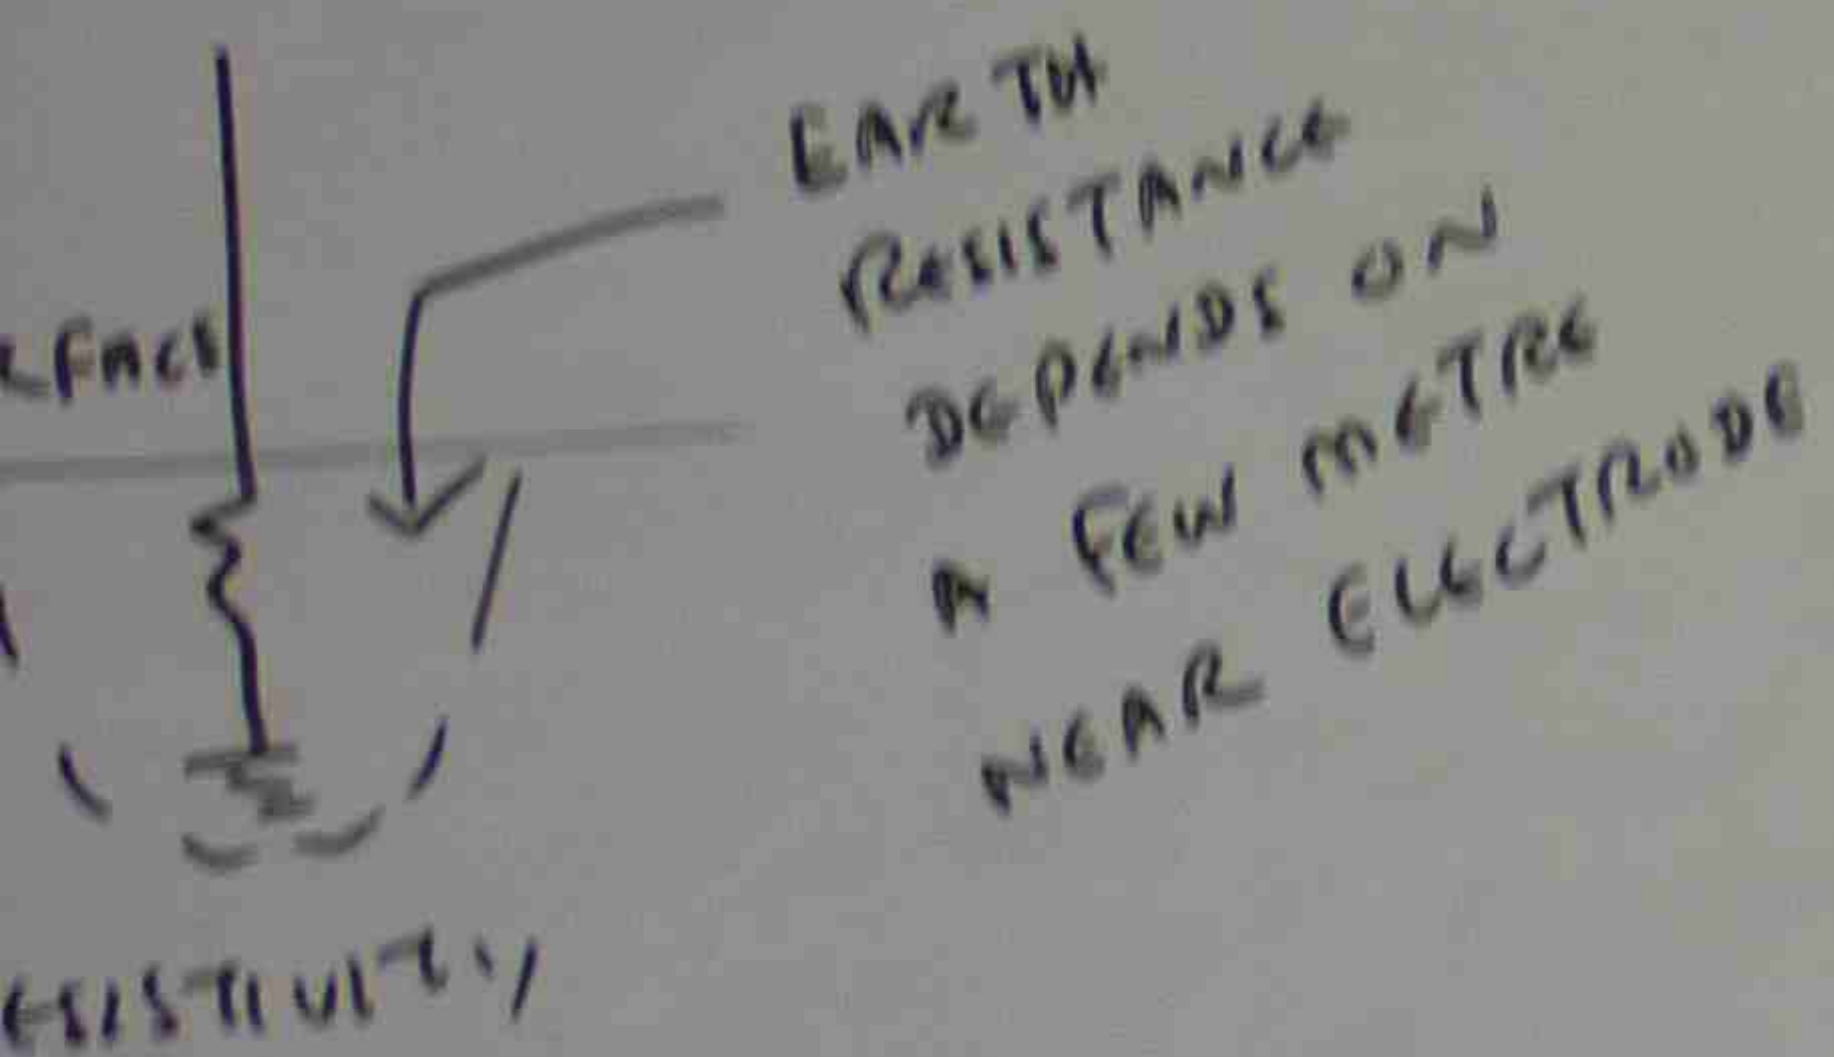 EARTH
RESISTANCE
DEPENDS ON
A FEW METRE
NEAR ELECTRODE
RFACE
ESISTIVITY